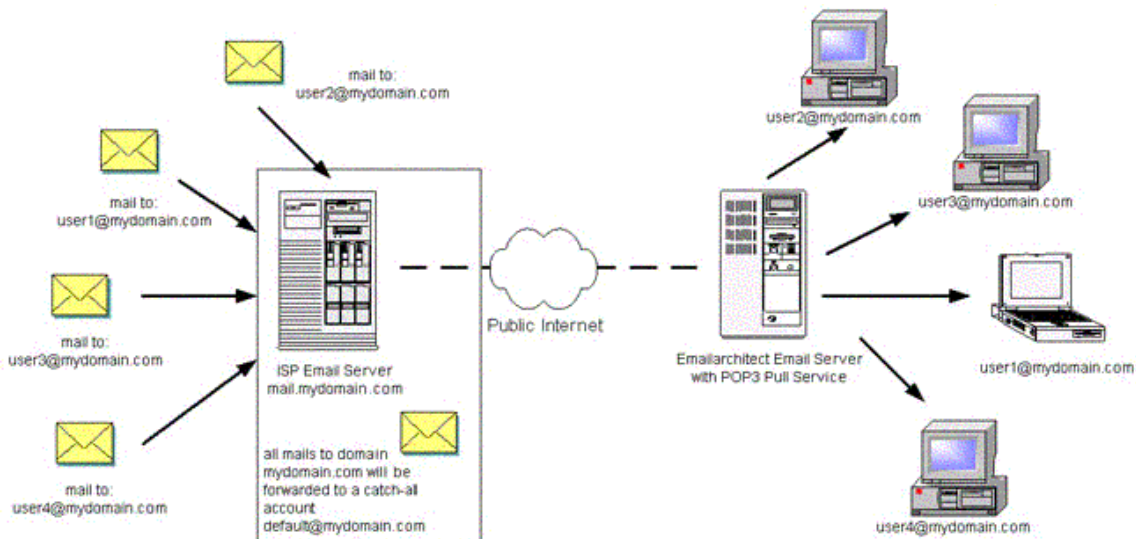 mail to:
user2@mydomain.com
mail to:
user1@mydomain.com
mail to:
user3@mydomain.com
mail to:
user4@mydomain.com
ISP Email Server
mail.mydomain.com
all mails to domain
mydomain.com will be
forwarded to a catch-all
account
default@mydomain.com
Public Internet
Emailarchitect Email Server
with POP3 Pull Service
user2@mydomain.com
user3@mydomain.com
user1@mydomain.com
user4@mydomain.com